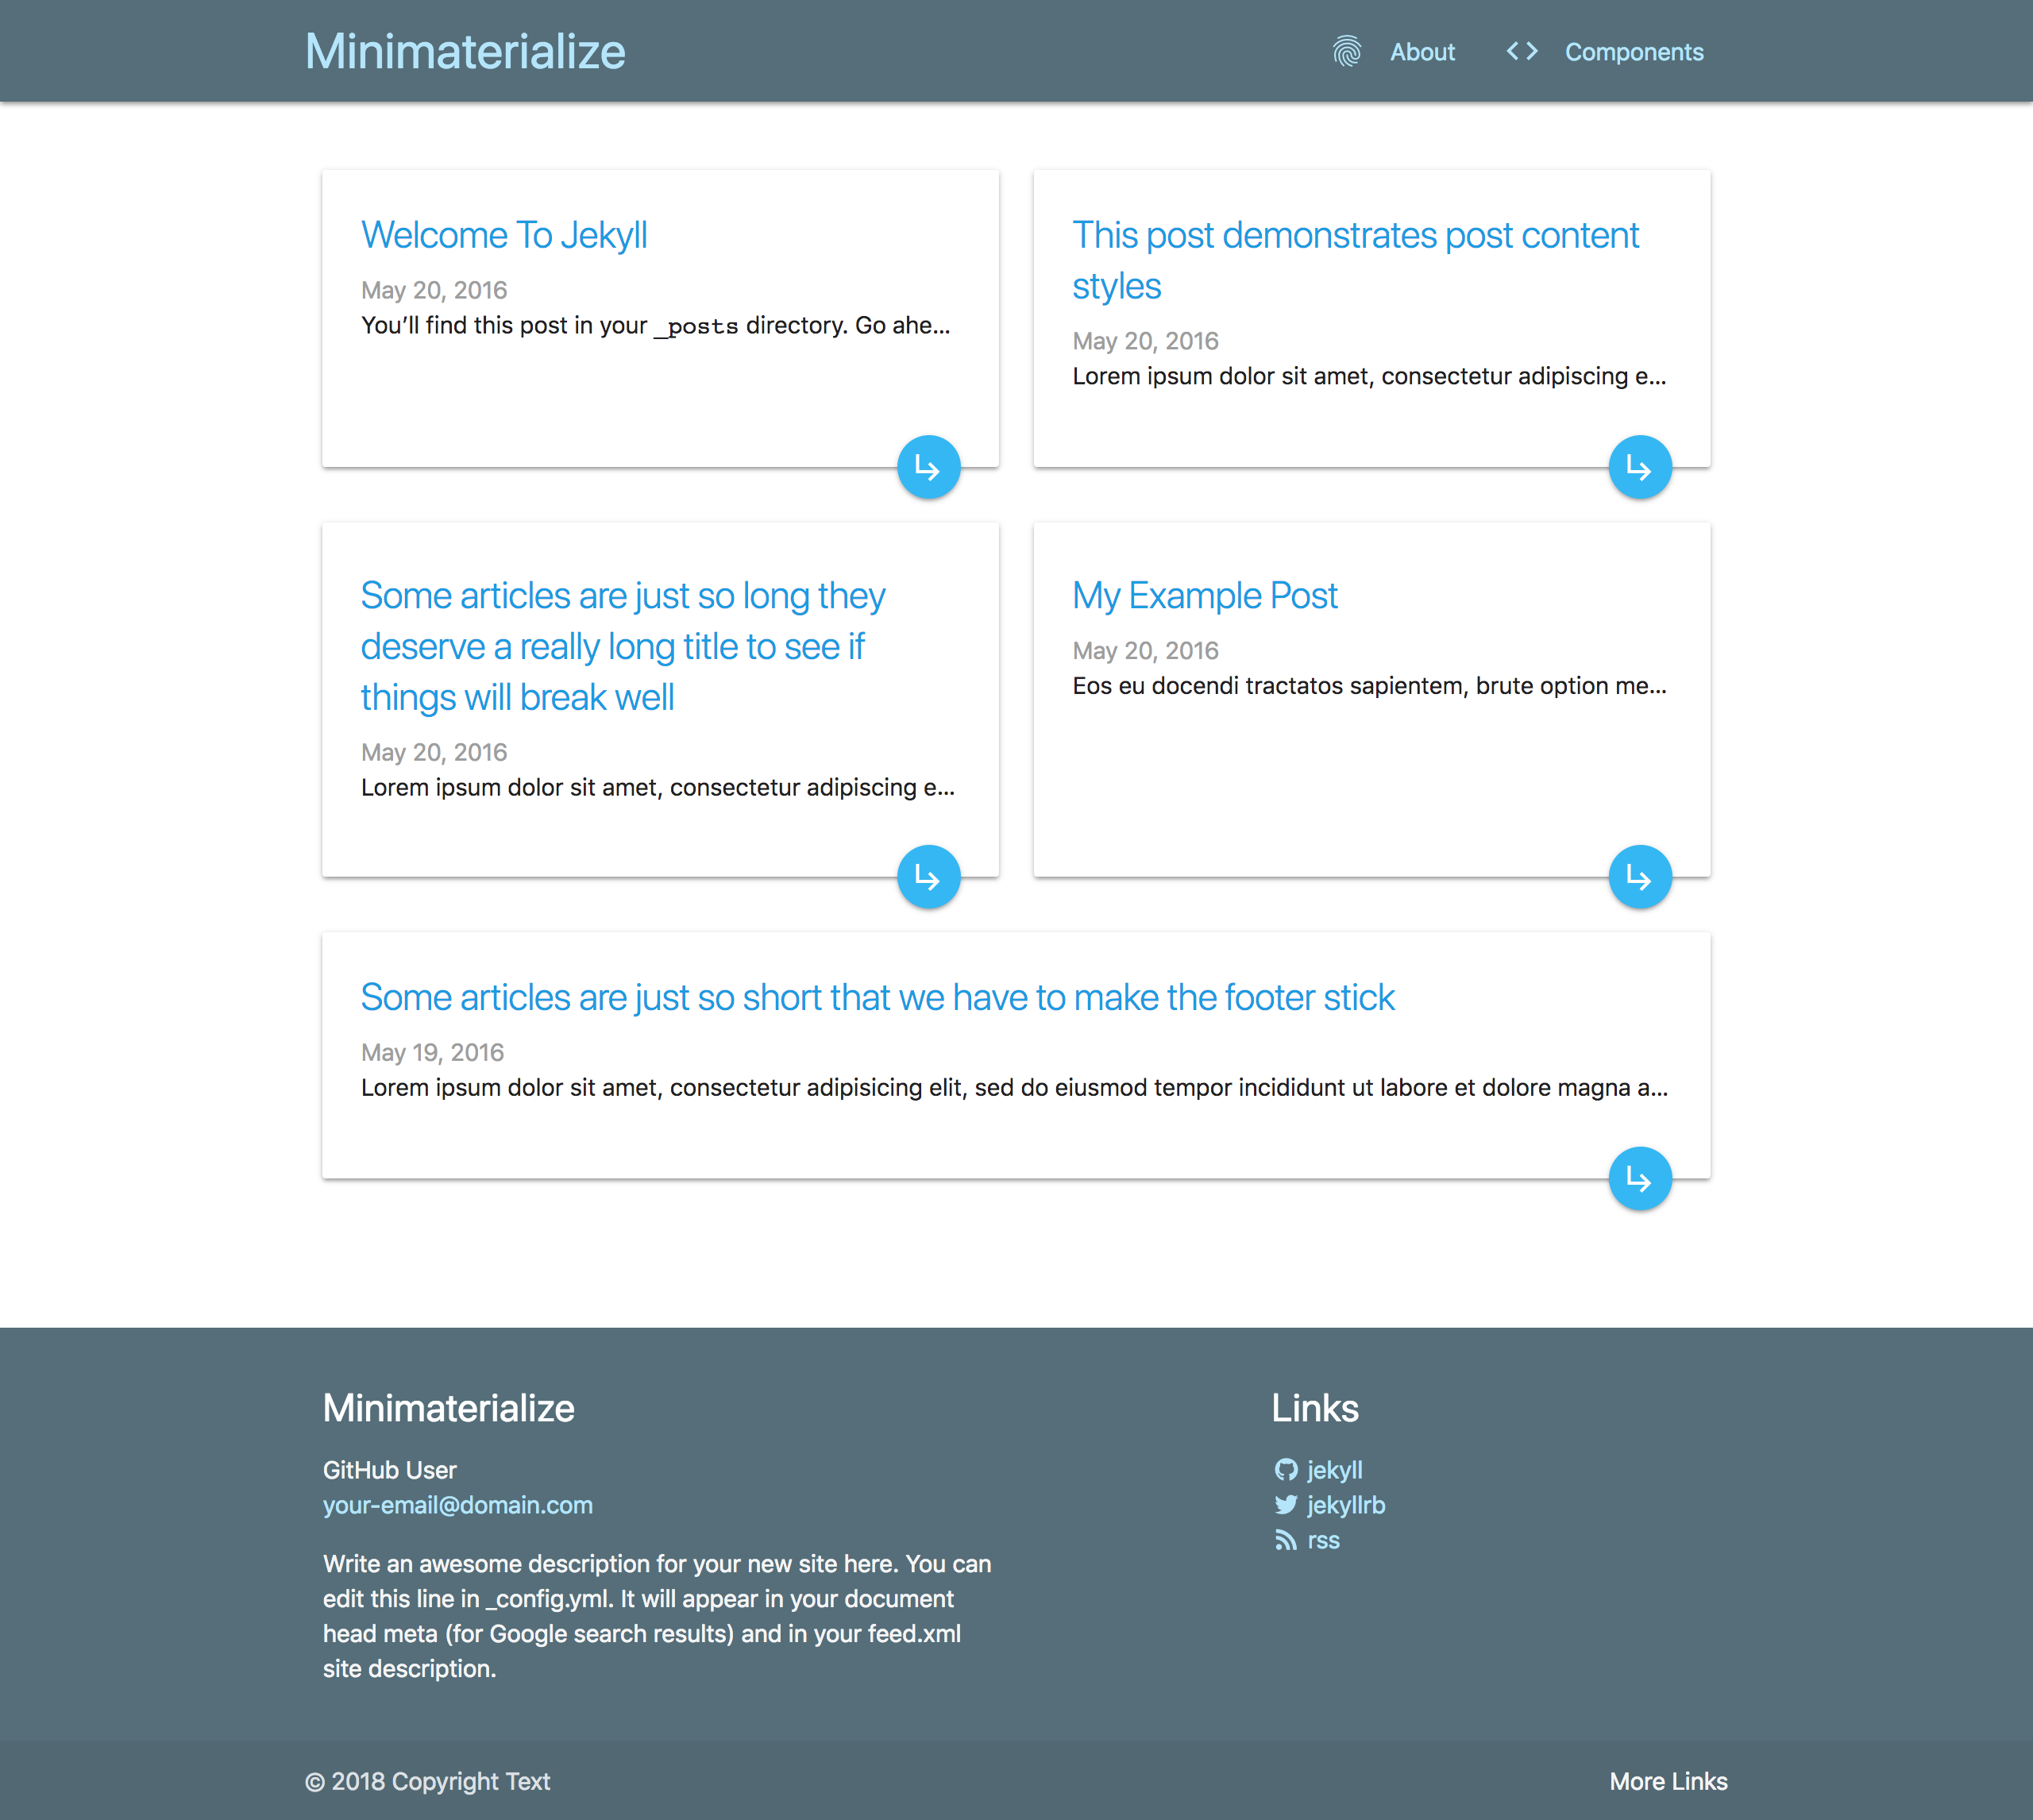 Minimaterialize
About
Components
Welcome To Jekyll
May 20, 2016
You’ll find this post in your _posts directory. Go ahe...
This post demonstrates post content
styles
May 20, 2016
Lorem ipsum dolor sit amet, consectetur adipiscing e...
Some articles are just so long they
deserve a really long title to see if
things will break well
May 20, 2016
Lorem ipsum dolor sit amet, consectetur adipiscing e...
My Example Post
May 20, 2016
Eos eu docendi tractatos sapientem, brute option me...
Some articles are just so short that we have to make the footer stick
May 19, 2016
Lorem ipsum dolor sit amet, consectetur adipisicing elit, sed do eiusmod tempor incididunt ut labore et dolore magna a...
Minimaterialize
GitHub User
your-email@domain.com
Write an awesome description for your new site here. You can
edit this line in _config.yml. It will appear in your document
head meta (for Google search results) and in your feed.xml
site description.
Links
jekyll
jekyllrb
rss
© 2018 Copyright Text
More Links